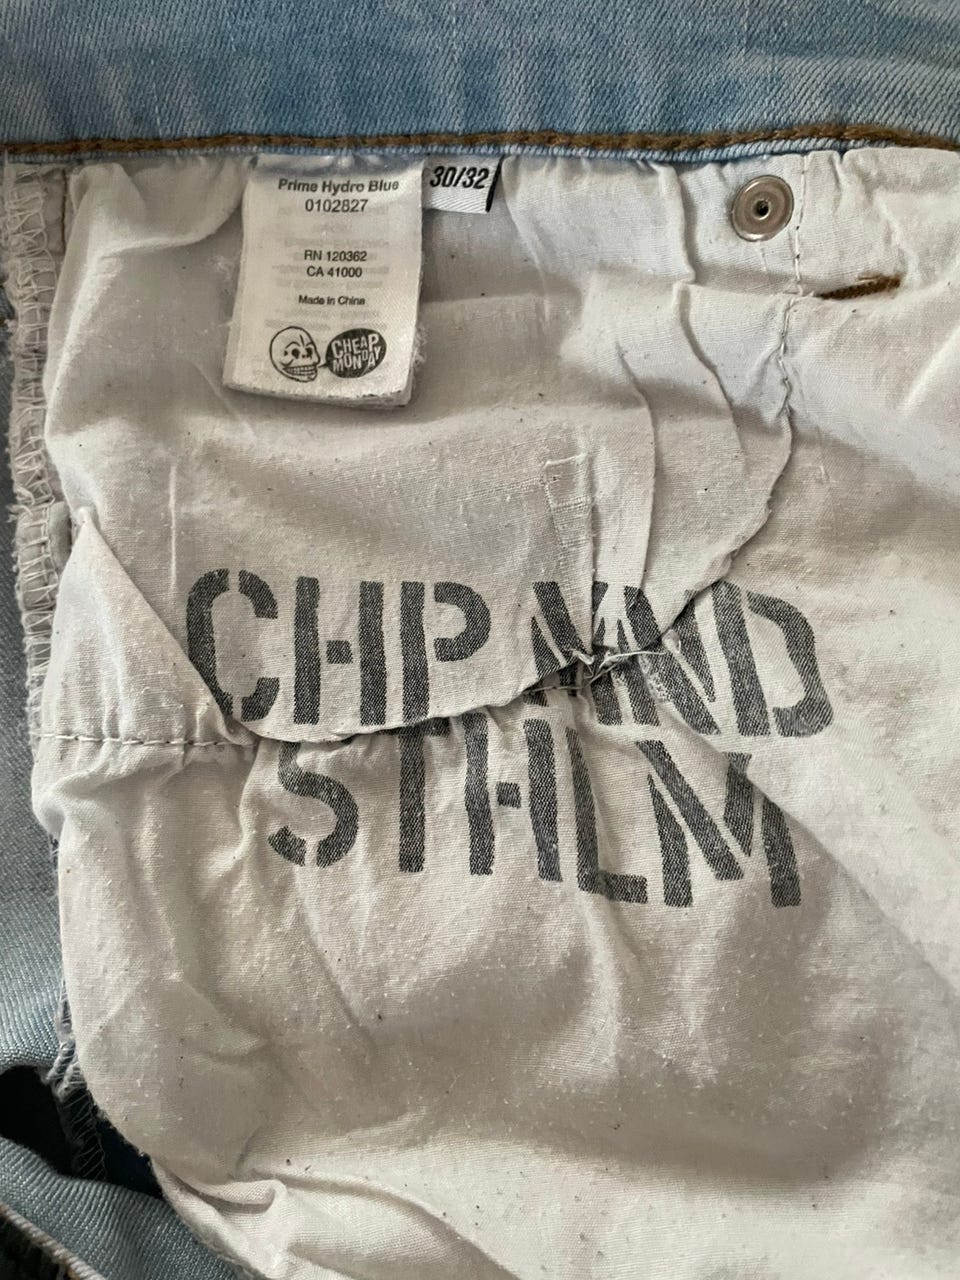 Prime Hydro Blue
0102827
30/32
RN 120362
CA 41000
Made in China
CHEAP
MONDAY
CHP MND
STHLM